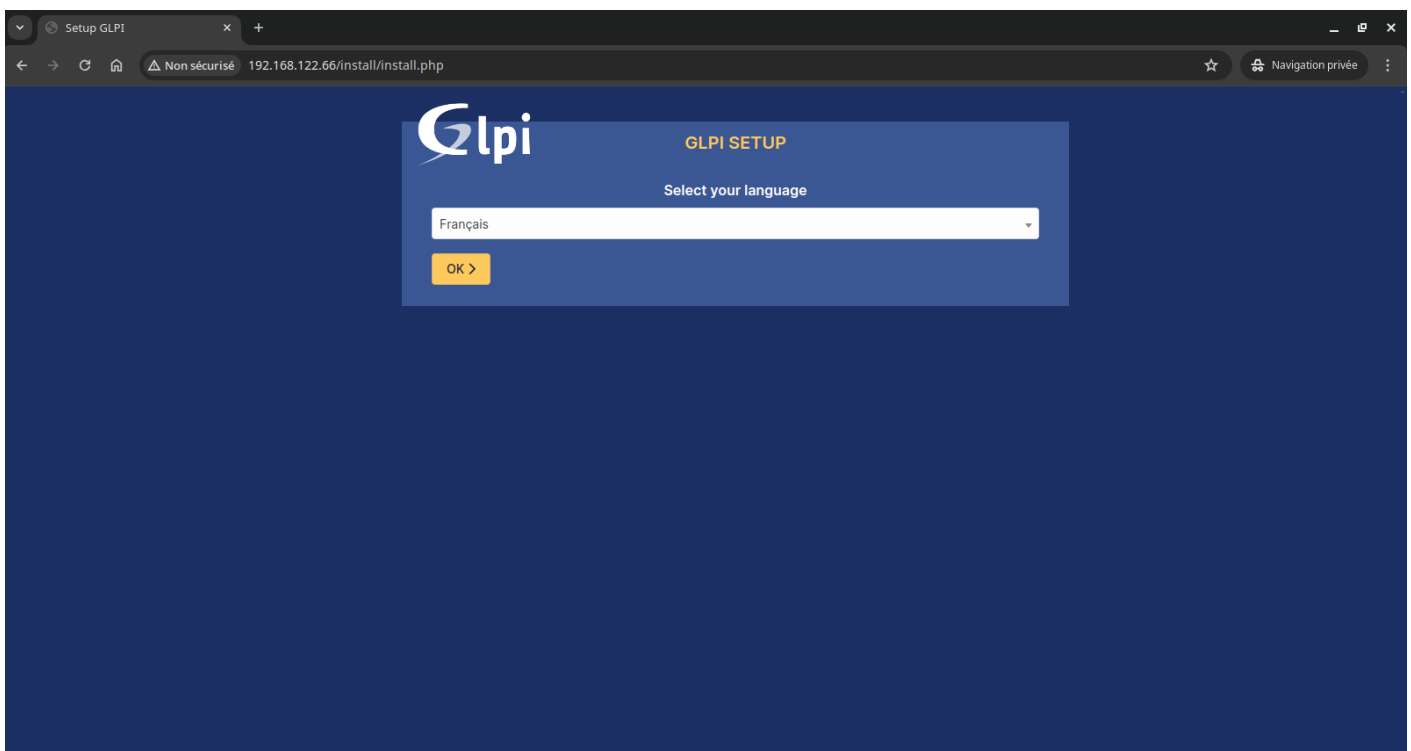 Setup GLPI
Non sécurisé 192.168.122.66/install/install.php Navigation privée
Glpi
GLPI SETUP
Select your language
Français
OK